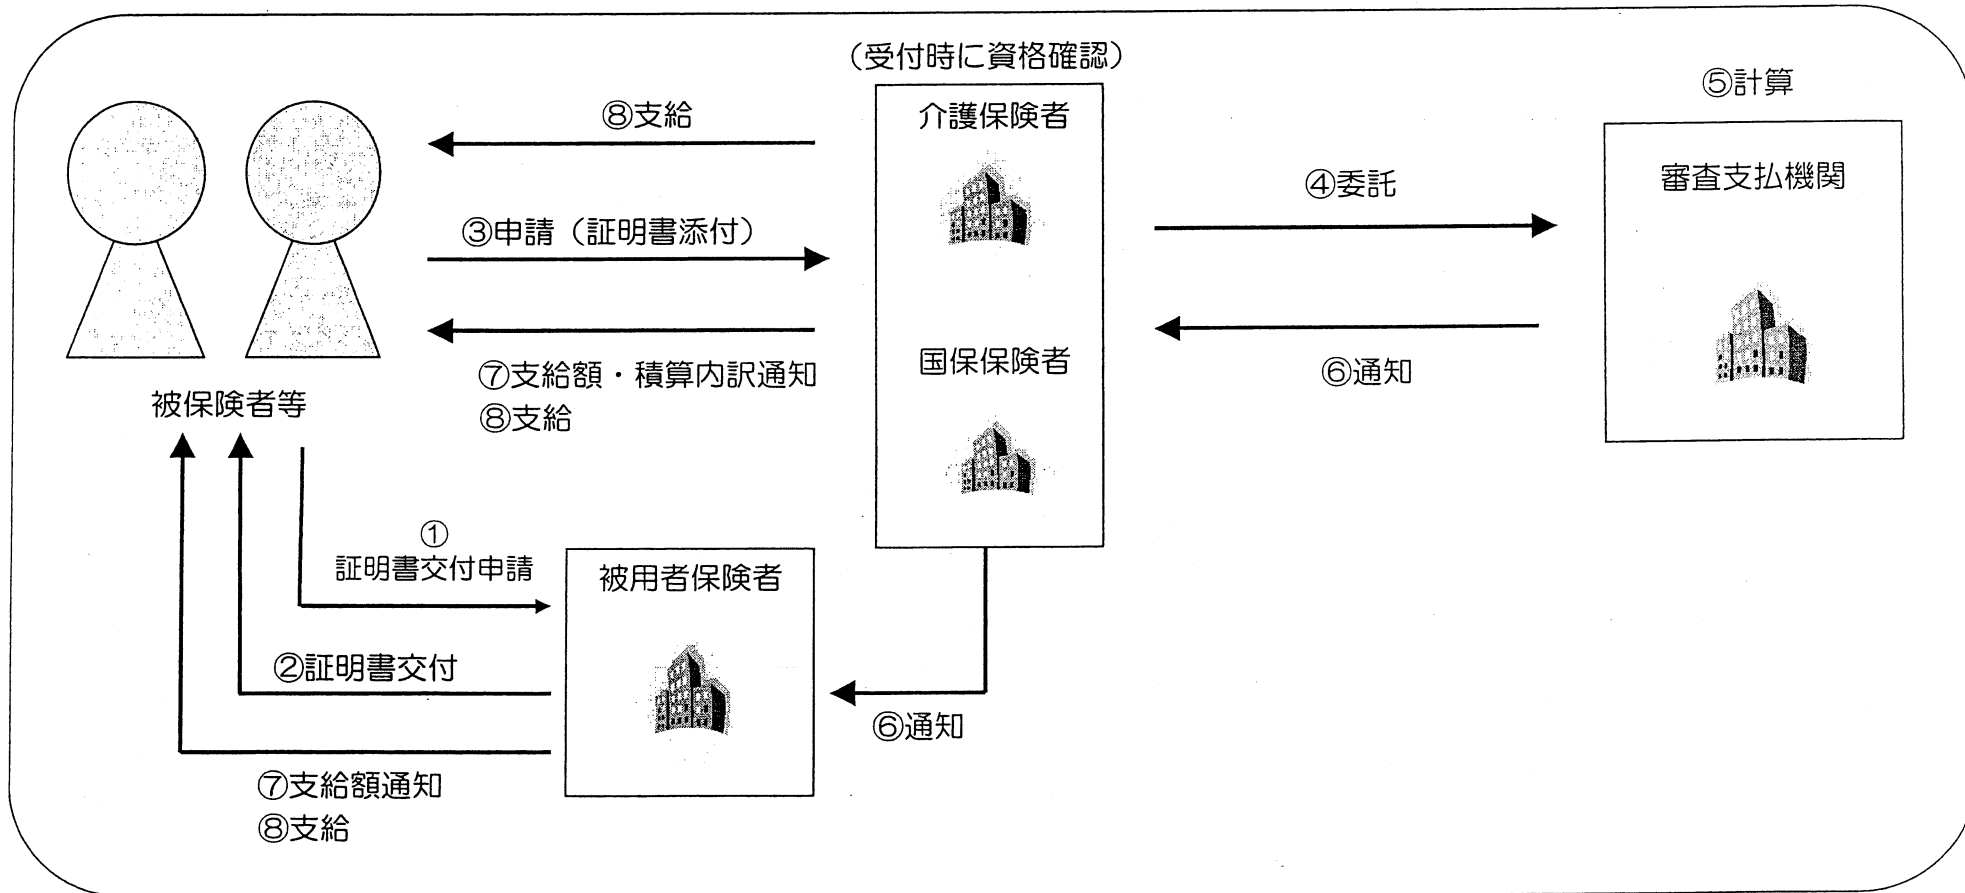 (受付時に資格確認)
⑤計算
⑧支給
介護保険者
審査支払機関
④委託
③申請(証明書添付)
国保保険者
⑦支給額・積算内訳通知
⑧支給
⑥通知
被保険者等
①
証明書交付申請
被用者保険者
②証明書交付
⑥通知
⑦支給額通知
⑧支給